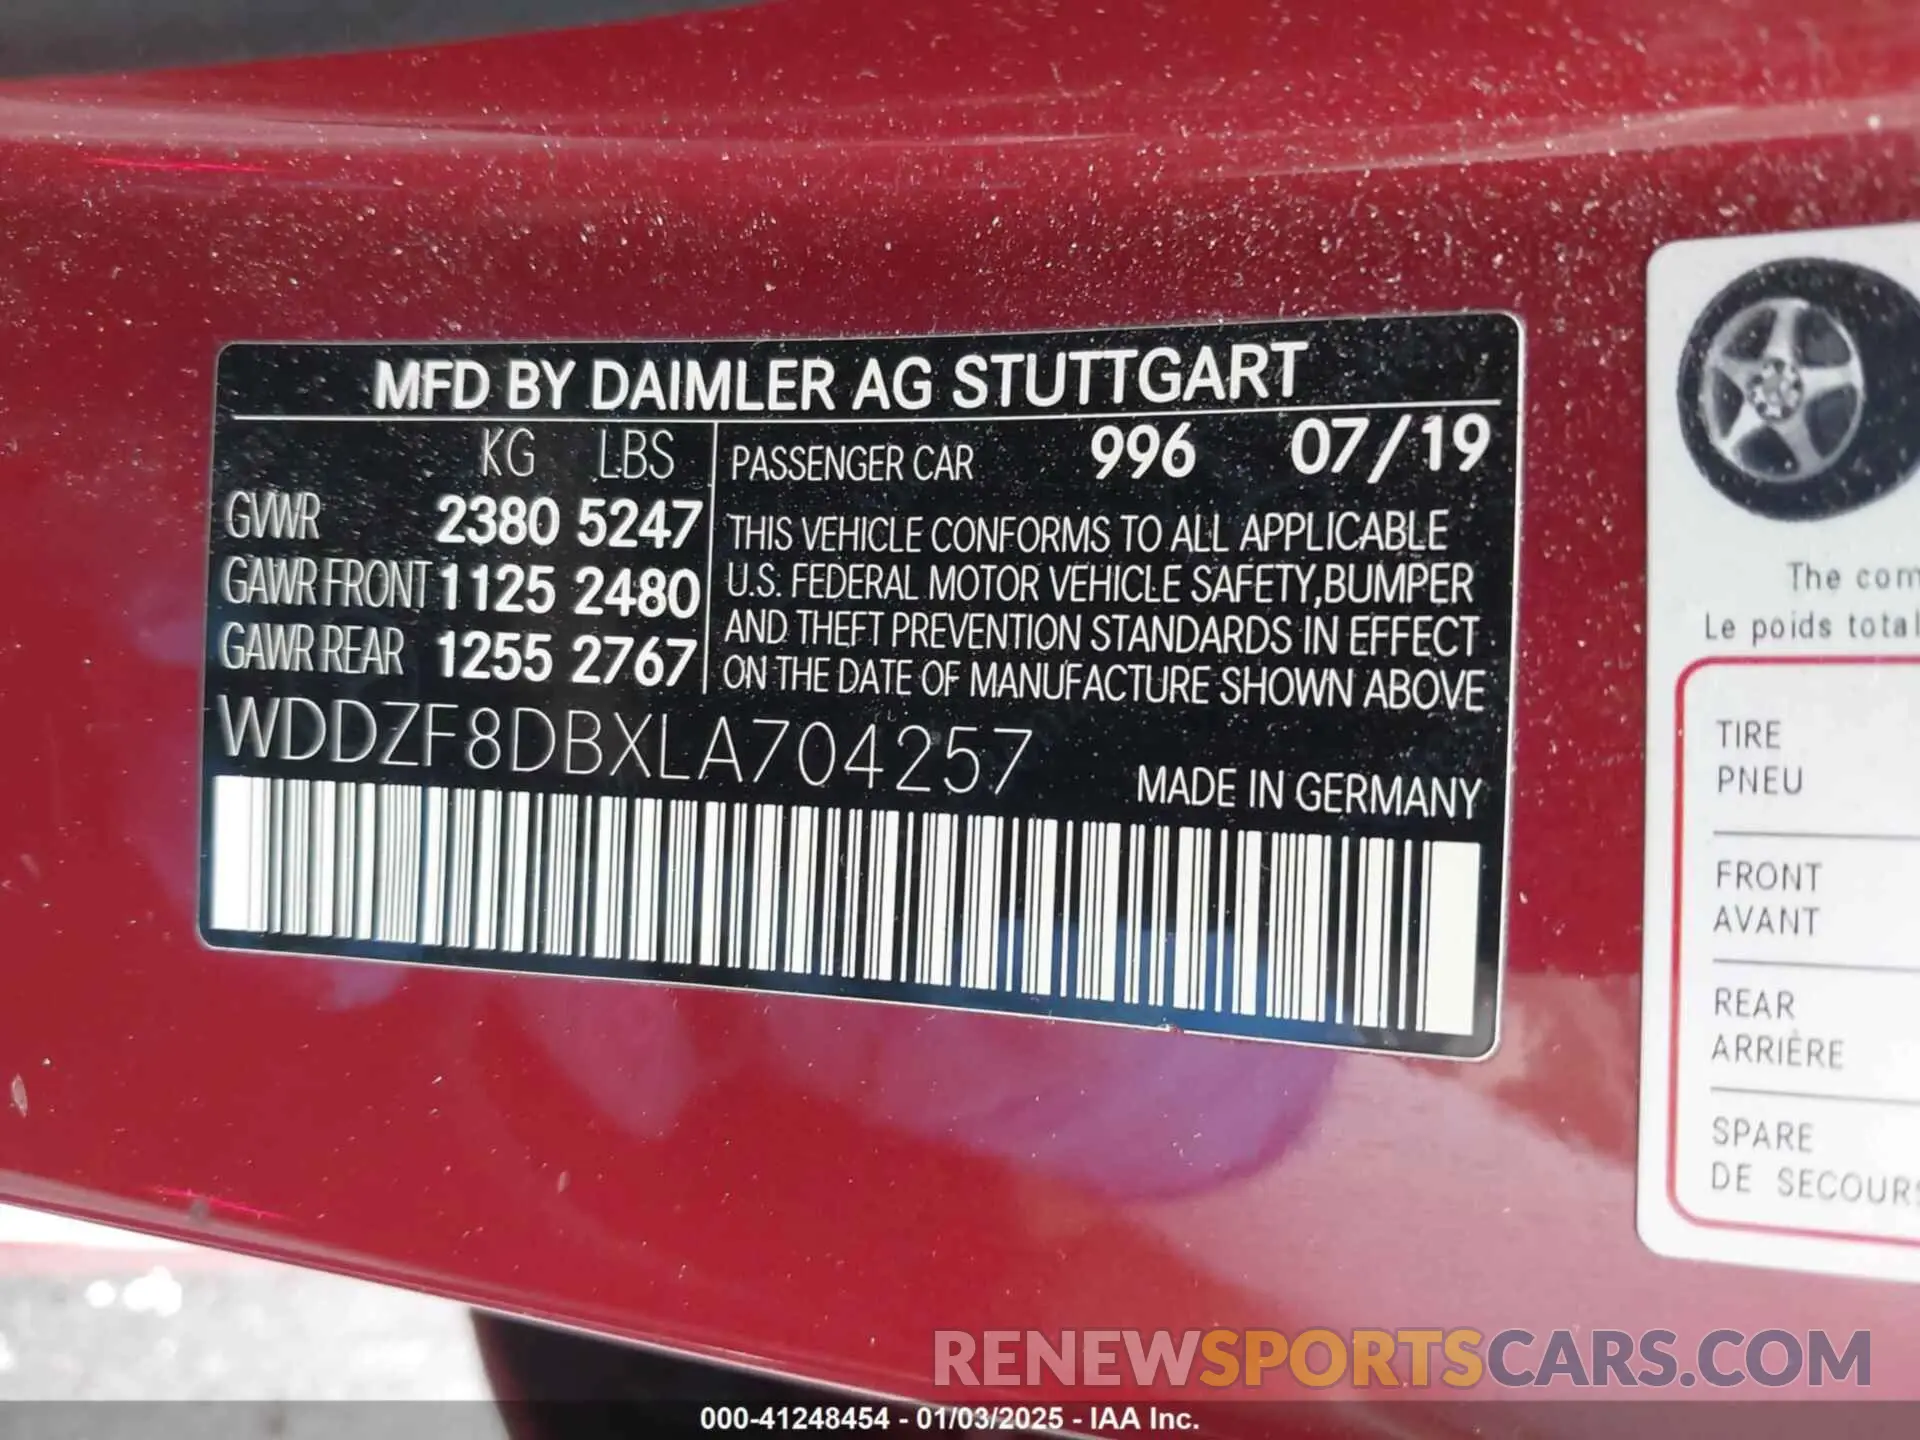 MFD BY DAIMLER AG STUTTGART
KG LBS
GVWR 2380 5247
GAWR FRONT 1125 2480
GAWR REAR 1255 2767
PASSENGER CAR 996 07/19
THIS VEHICLE CONFORMS TO ALL APPLICABLE
U.S. FEDERAL MOTOR VEHICLE SAFETY, BUMPER
AND THEFT PREVENTION STANDARDS IN EFFECT
ON THE DATE OF MANUFACTURE SHOWN ABOVE
WDDZF8DBXLA704257
MADE IN GERMANY
The com
Le poids total
TIRE
PNEU
FRONT
AVANT
REAR
ARRIÈRE
SPARE
DE SECOURS
RENEWSPORTSCARS.COM
000-41248454 - 01/03/2025 - IAA Inc.